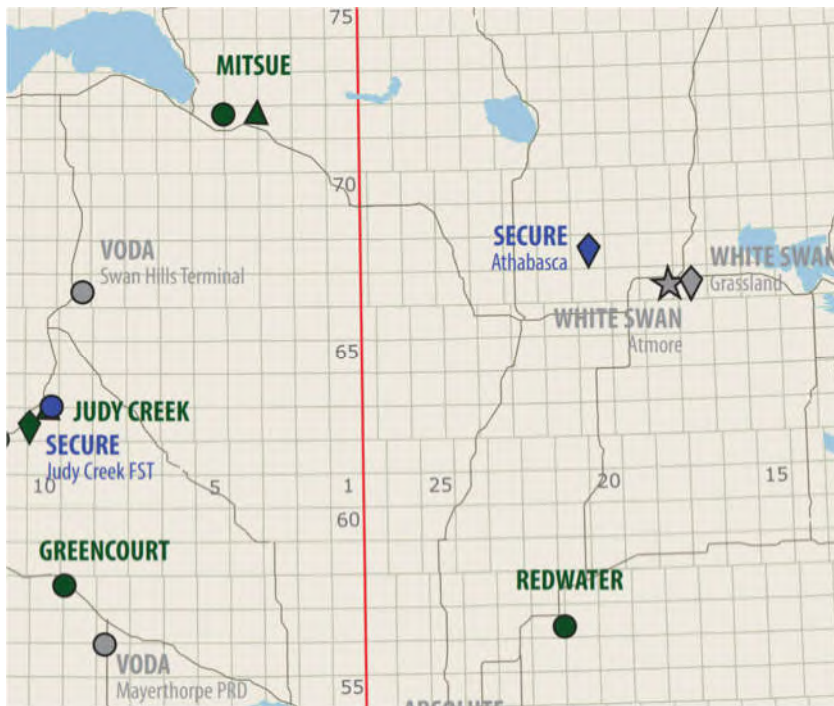 75
MITSUE
70
VODA
Swan Hills Terminal
SECURE
Athabasca
WHITE SWAN
Grassland
WHITE SWAN
Atmore
65
JUDY CREEK
SECURE
Judy Creek FST
10
5
1
25
20
15
60
GREENCOURT
REDWATER
VODA
Mayerthorpe PRD
55
ABSOLUTE